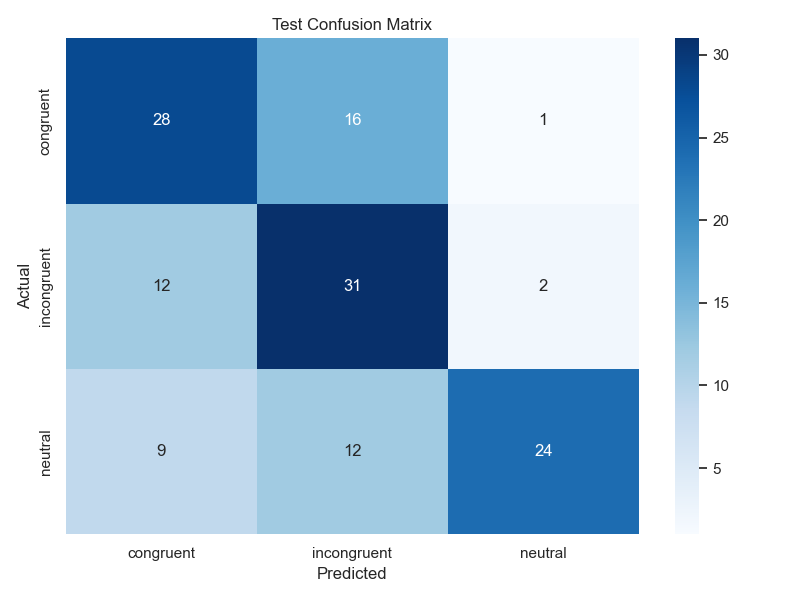 Test Confusion Matrix
Actual
congruent
28 16 1
incongruent
12 31 2
neutral
9 12 24
congruent incongruent neutral
Predicted
30
25
20
15
10
5